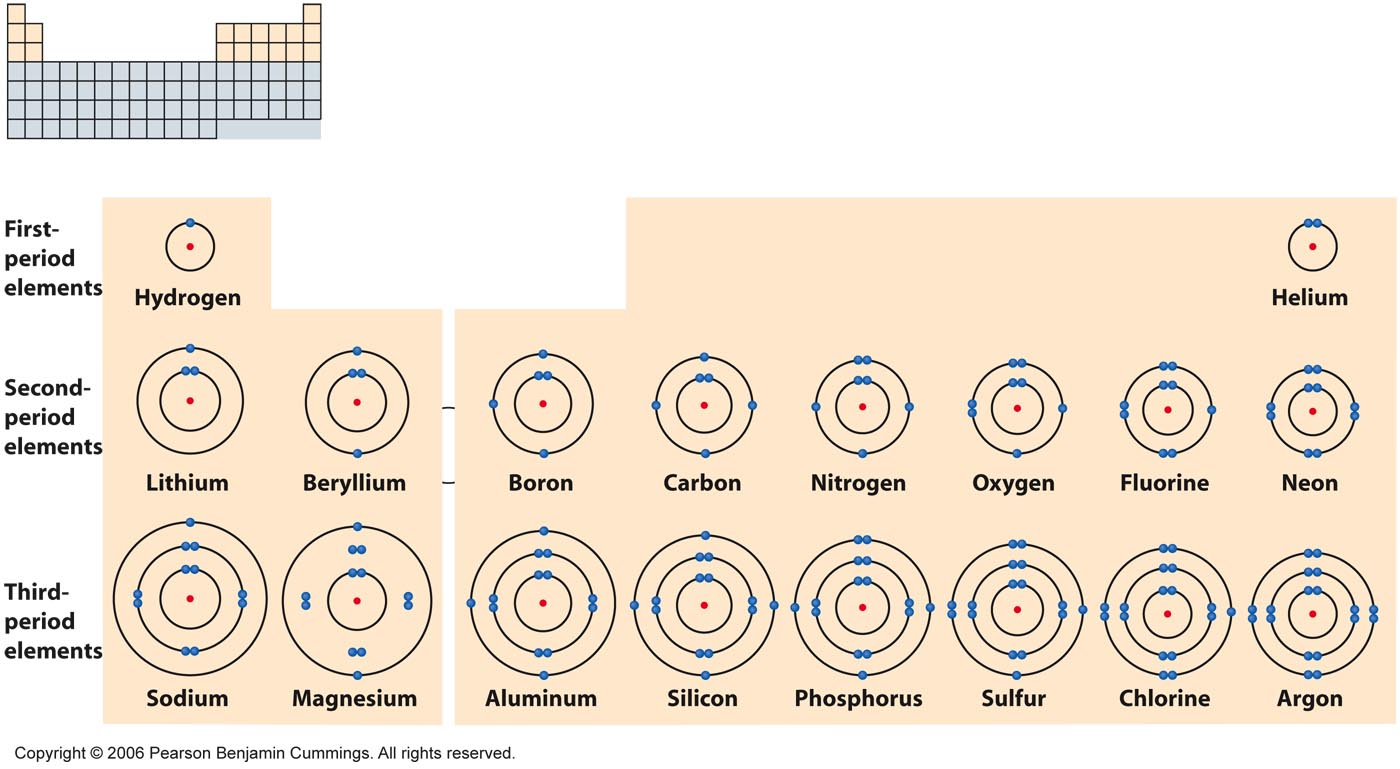 First-
period
elements
Hydrogen
Helium
Second-
period
elements
Lithium
Beryllium
Boron
Carbon
Nitrogen
Oxygen
Fluorine
Neon
Third-
period
elements
Sodium
Magnesium
Aluminum
Silicon
Phosphorus
Sulfur
Chlorine
Argon
Copyright © 2006 Pearson Benjamin Cummings. All rights reserved.